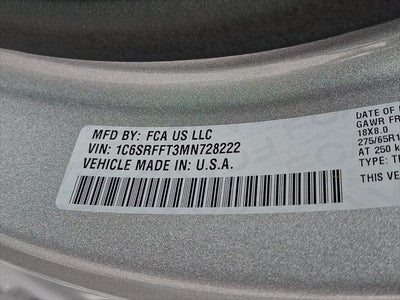 MFD BY: FCA US LLC
VIN: 1C6SRFFT3MN728222
VEHICLE MADE IN: U.S.A.
DATE OF
GAWR FR
18X8.0
275/65R1
AT 250 k
TYPE: T
THIS VE